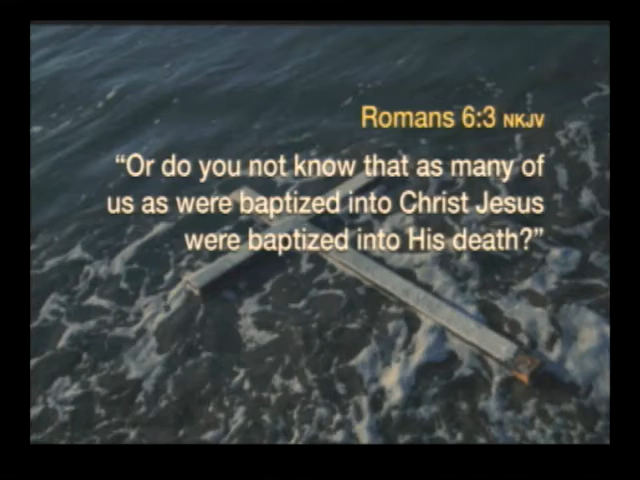 Romans 6:3 NKJV
“Or do you not know that as many of
us as were baptized into Christ Jesus
were baptized into His death?”